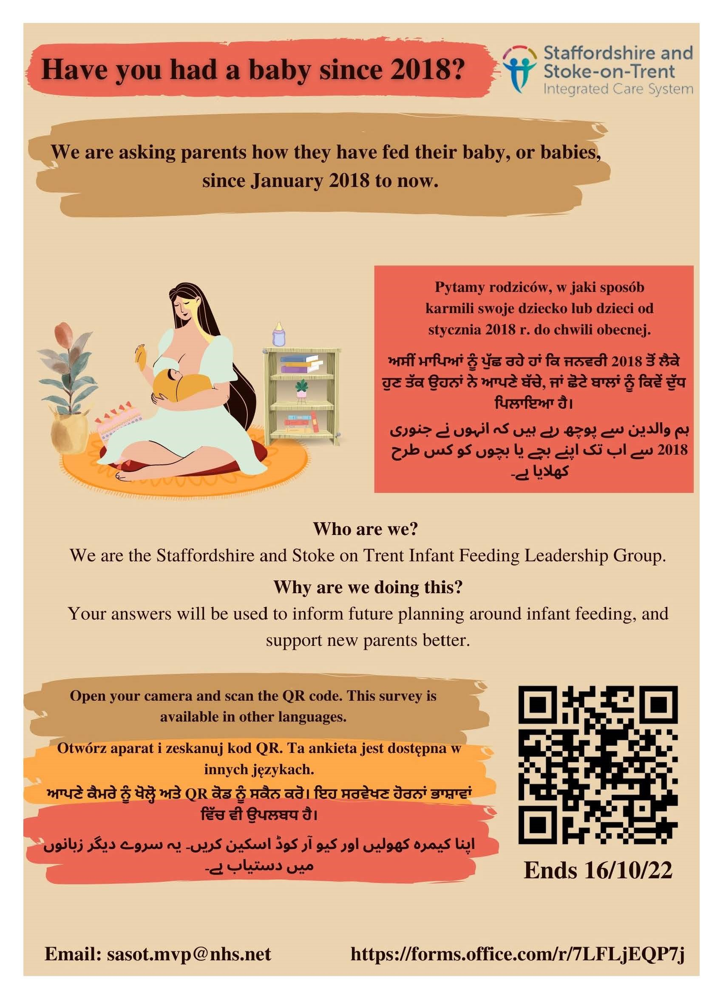 Have you had a baby since 2018?
Staffordshire and
Stoke-on-Trent
Integrated Care System
We are asking parents how they have fed their baby, or babies,
since January 2018 to now.
Pytamy rodziców, w jaki sposób
karmili swoje dziecko lub dzieci od
stycznia 2018 r. do chwili obecnej.
ਅਸੀਂ ਮਾਪਿਆਂ ਨੂੰ ਪੁੱਛ ਰਹੇ ਹਾਂ ਕਿ ਜਨਵਰੀ 2018 ਤੋਂ ਲੈਕੇ
ਹੁਣ ਤੱਕ ਉਹਨਾਂ ਨੇ ਆਪਣੇ ਬੱਚੇ, ਜਾਂ ਛੋਟੇ ਬਾਲਾਂ ਨੂੰ ਕਿਵੇਂ ਦੁੱਧ
ਪਿਲਾਇਆ ਹੈ।
ہم والدین سے پوچھ رہے ہیں کہ انہوں نے جنوری
2018 سے اب تک اپنے بچے یا بچوں کو کس طرح
کھلایا ہے۔
Who are we?
We are the Staffordshire and Stoke on Trent Infant Feeding Leadership Group.
Why are we doing this?
Your answers will be used to inform future planning around infant feeding, and
support new parents better.
Open your camera and scan the QR code. This survey is
available in other languages.
Otwórz aparat i zeskanuj kod QR. Ta ankieta jest dostępna w
innych językach.
ਆਪਣੇ ਕੈਮਰੇ ਨੂੰ ਖੋਲ੍ਹੋ ਅਤੇ QR ਕੋਡ ਨੂੰ ਸਕੈਨ ਕਰੋ। ਇਹ ਸਰਵੇਖਣ ਹੋਰਨਾਂ ਭਾਸ਼ਾਵਾਂ
ਵਿੱਚ ਵੀ ਉਪਲਬਧ ਹੈ।
اپنا کیمرہ کھولیں اور کیو آر کوڈ اسکین کریں۔ یہ سروے دیگر زبانوں
میں دستیاب ہے۔
Ends 16/10/22
Email: sasot.mvp@nhs.net
https://forms.office.com/r/7LFLjEQP7j